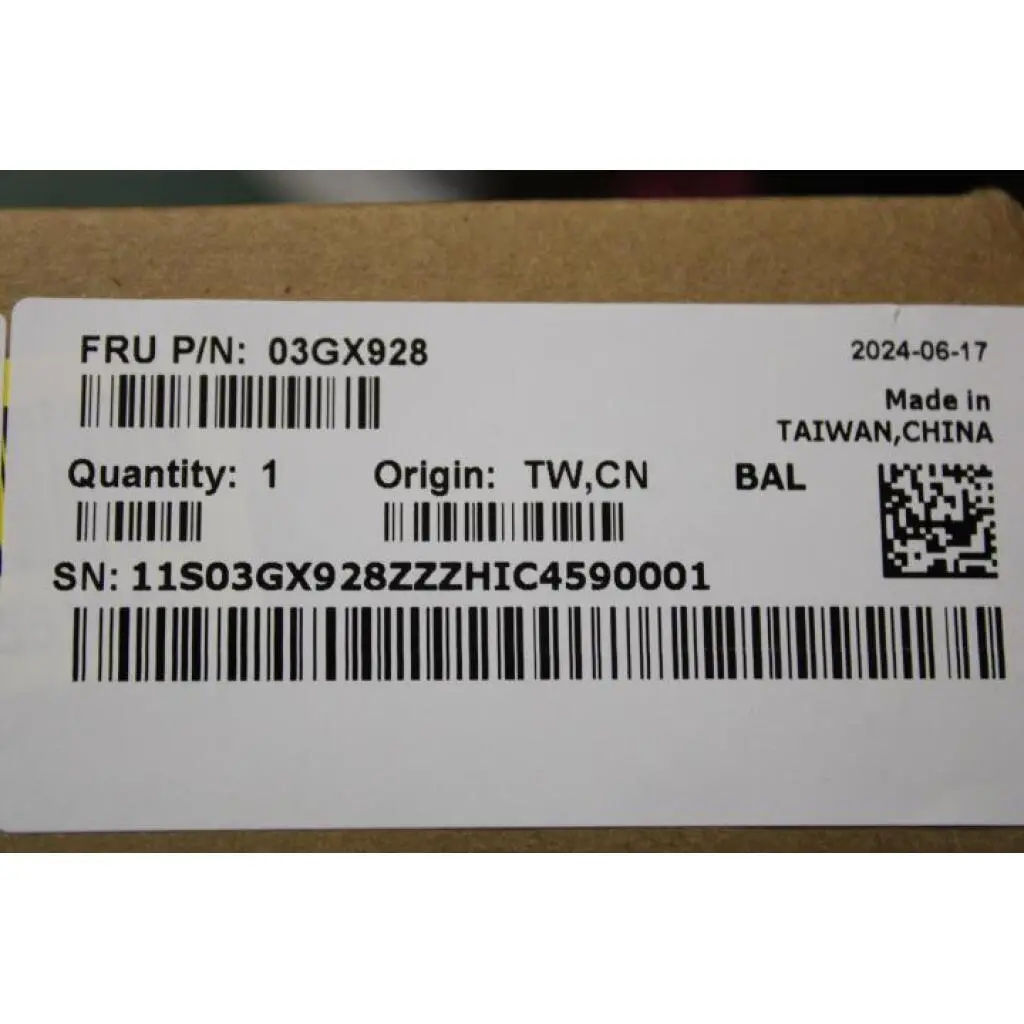 FRU P/N: 03GX928
2024-06-17
Made in
TAIWAN,CHINA
Quantity: 1 Origin: TW,CN BAL
SN: 11S03GX928ZZZHIC4590001